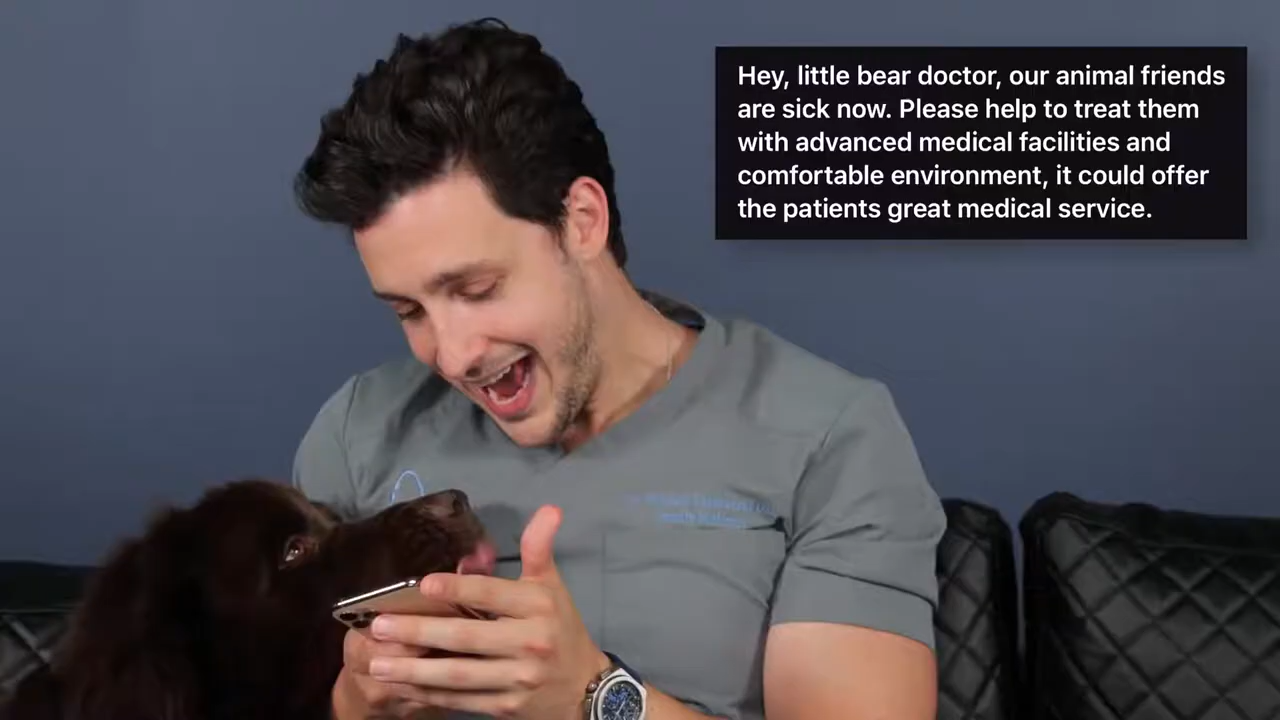 Hey, little bear doctor, our animal friends
are sick now. Please help to treat them
with advanced medical facilities and
comfortable environment, it could offer
the patients great medical service.